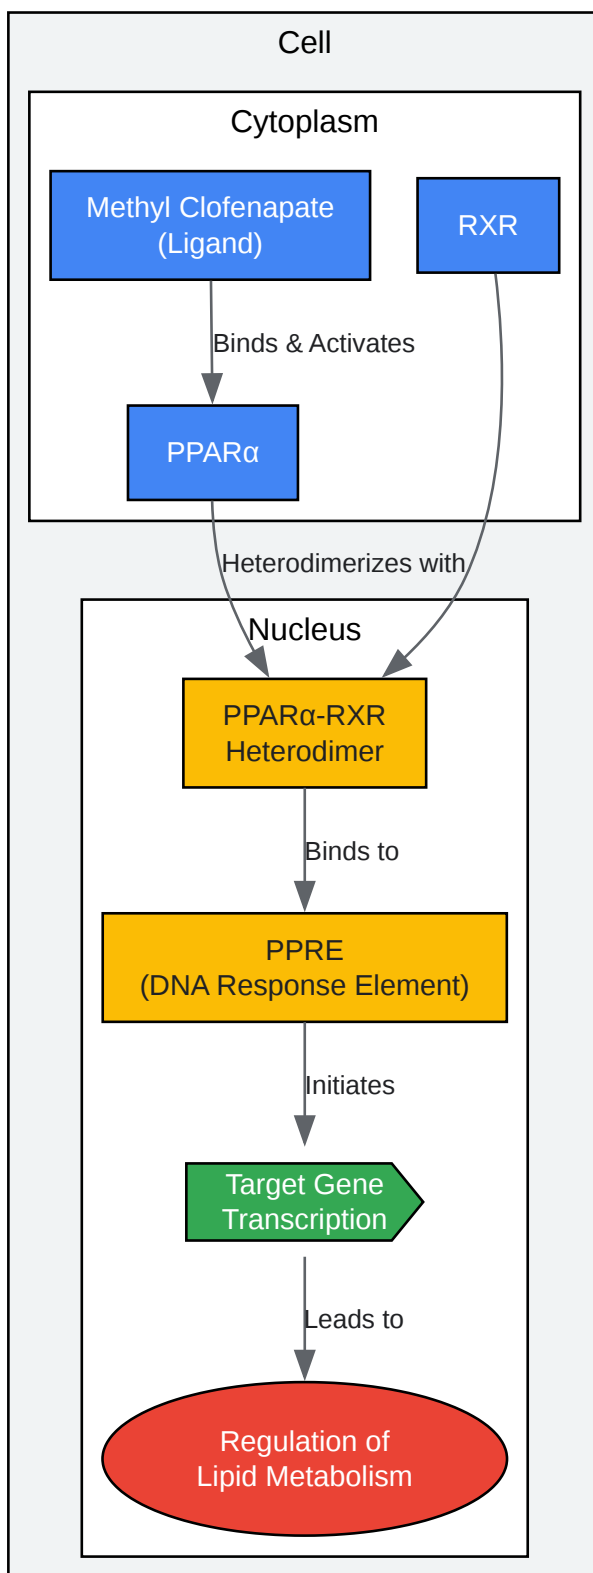 Cell
Cytoplasm
Methyl Clofenapate
(Ligand)
RXR
Binds & Activates
PPARα
Heterodimerizes with
Nucleus
PPARα-RXR
Heterodimer
Binds to
PPRE
(DNA Response Element)
Initiates
Target Gene
Transcription
Leads to
Regulation of
Lipid Metabolism